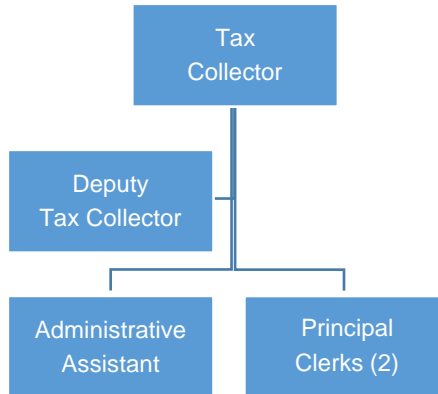 Tax
Collector
Deputy
Tax Collector
Administrative
Assistant
Principal
Clerks (2)